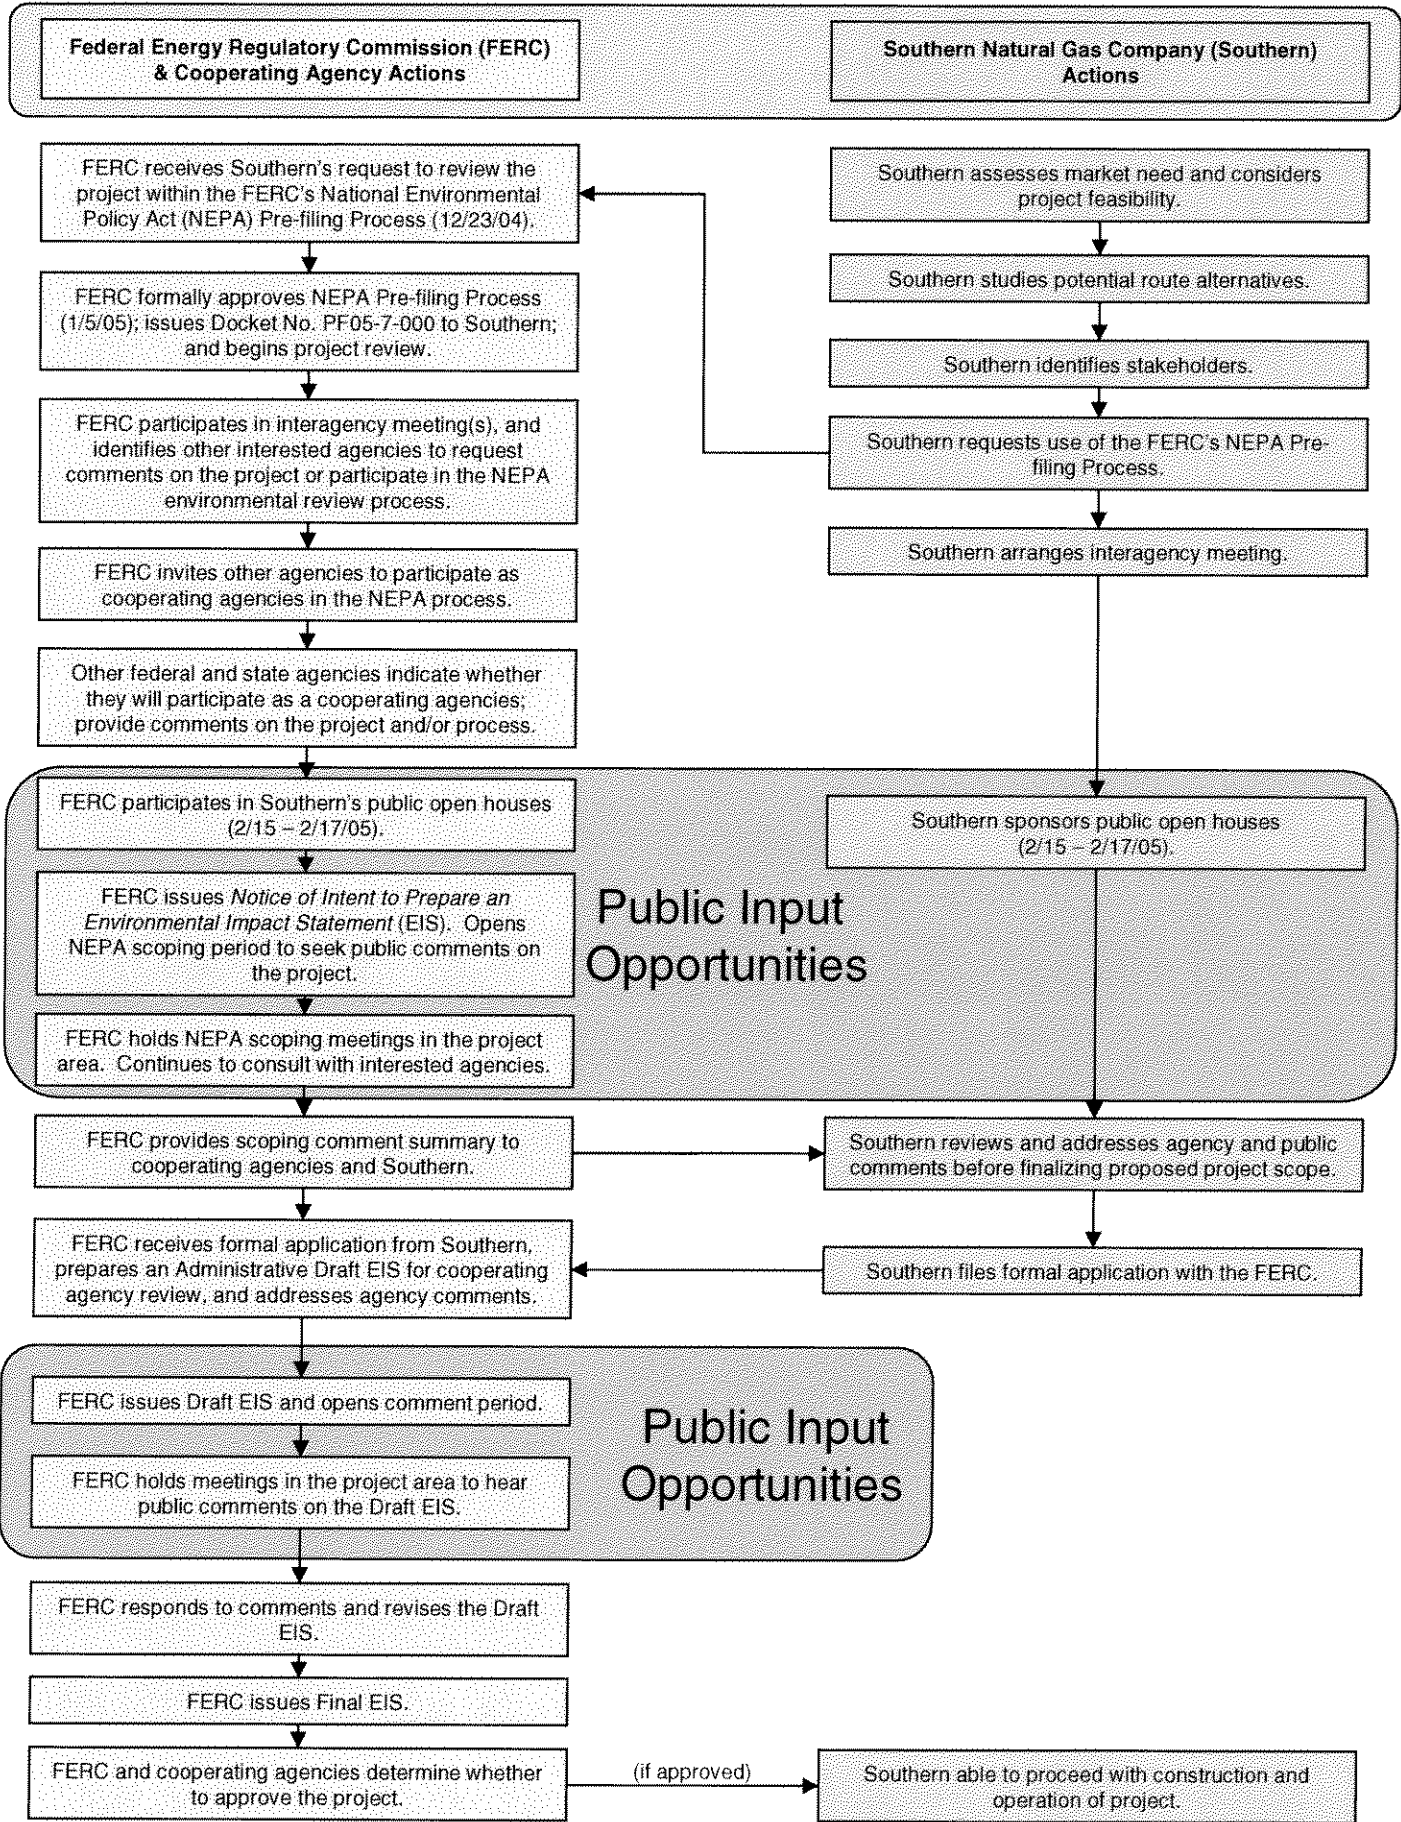 Federal Energy Regulatory Commission (FERC)
& Cooperating Agency Actions
Southern Natural Gas Company (Southern)
Actions
FERC receives Southern's request to review the
project within the FERC's National Environmental
Policy Act (NEPA) Pre-filing Process (12/23/04).
Southern assesses market need and considers
project feasibility.
Southern studies potential route alternatives.
FERC formally approves NEPA Pre-filing Process
(1/5/05); issues Docket No. PF05-7-000 to Southern;
and begins project review.
Southern identifies stakeholders.
FERC participates in interagency meeting(s), and
identifies other interested agencies to request
comments on the project or participate in the NEPA
environmental review process.
Southern requests use of the FERC's NEPA Pre-
filing Process.
Southern arranges interagency meeting.
FERC invites other agencies to participate as
cooperating agencies in the NEPA process.
Other federal and state agencies indicate whether
they will participate as a cooperating agencies;
provide comments on the project and/or process.
FERC participates in Southern's public open houses
(2/15 – 2/17/05).
Southern sponsors public open houses
(2/15 – 2/17/05).
FERC issues Notice of Intent to Prepare an
Environmental Impact Statement (EIS). Opens
NEPA scoping period to seek public comments on
the project.
Public Input
Opportunities
FERC holds NEPA scoping meetings in the project
area. Continues to consult with interested agencies.
FERC provides scoping comment summary to
cooperating agencies and Southern.
Southern reviews and addresses agency and public
comments before finalizing proposed project scope.
FERC receives formal application from Southern,
prepares an Administrative Draft EIS for cooperating
agency review, and addresses agency comments.
Southern files formal application with the FERC.
FERC issues Draft EIS and opens comment period.
Public Input
Opportunities
FERC holds meetings in the project area to hear
public comments on the Draft EIS.
FERC responds to comments and revises the Draft
EIS.
FERC issues Final EIS.
FERC and cooperating agencies determine whether
to approve the project.
(if approved)
Southern able to proceed with construction and
operation of project.